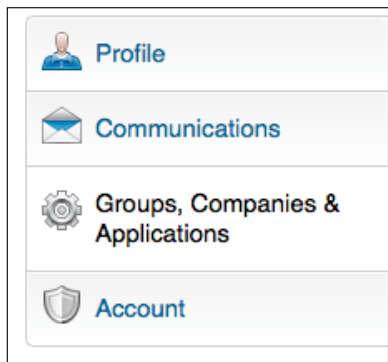 Profile
Communications
Groups, Companies &
Applications
Account